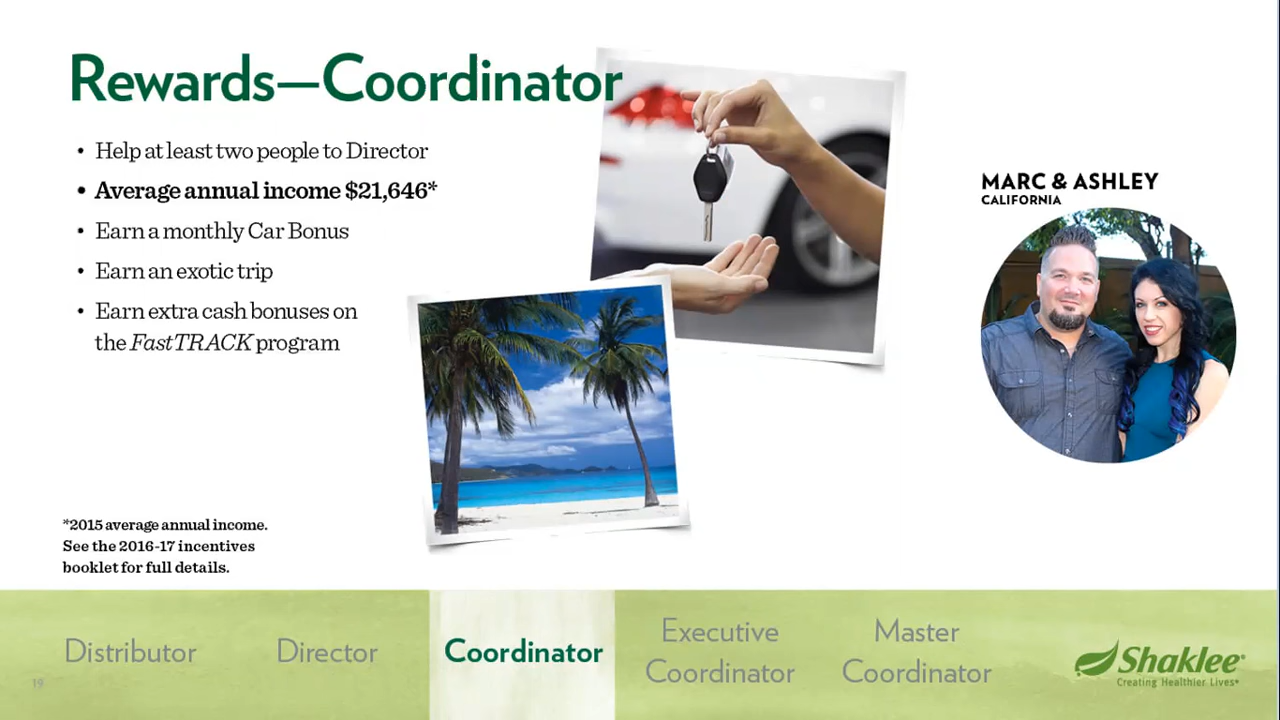 Rewards—Coordinator
• Help at least two people to Director
• Average annual income $21,646*
• Earn a monthly Car Bonus
• Earn an exotic trip
• Earn extra cash bonuses on
the FastTRACK program
MARC & ASHLEY
CALIFORNIA
*2015 average annual income.
See the 2016-17 incentives
booklet for full details.
Distributor
Director
Coordinator
Executive
Coordinator
Master
Coordinator
Shaklee®
Creating Healthier Lives®
19